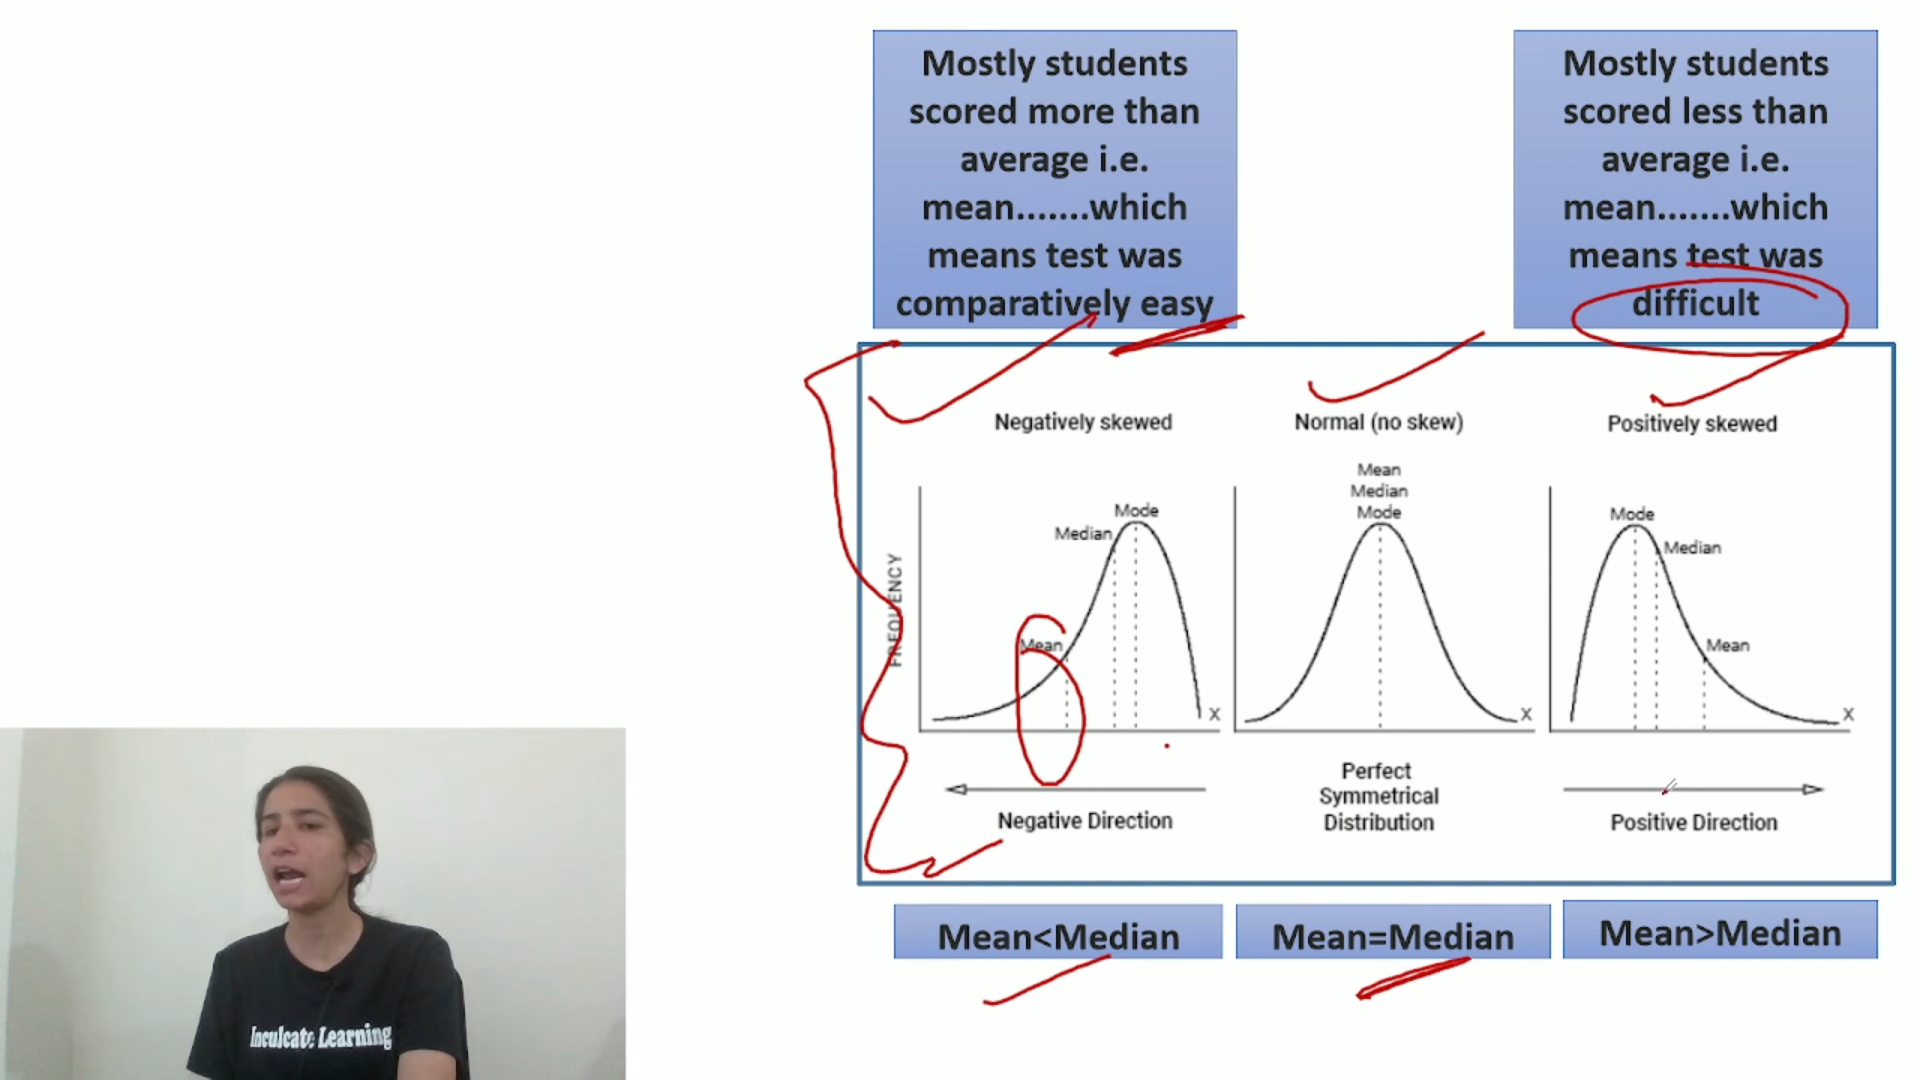 Mostly students
scored more than
average i.e.
mean.......which
means test was
comparatively easy
Mostly students
scored less than
average i.e.
mean.......which
means test was
difficult
Negatively skewed
Normal (no skew)
Positively skewed
FREQUENCY
Mode
Median
Mean
X
Mean
Median
Mode
X
Mode
Median
Mean
X
Negative Direction
Perfect
Symmetrical
Distribution
Positive Direction
Mean<Median
Mean=Median
Mean>Median
Inculcate Learning